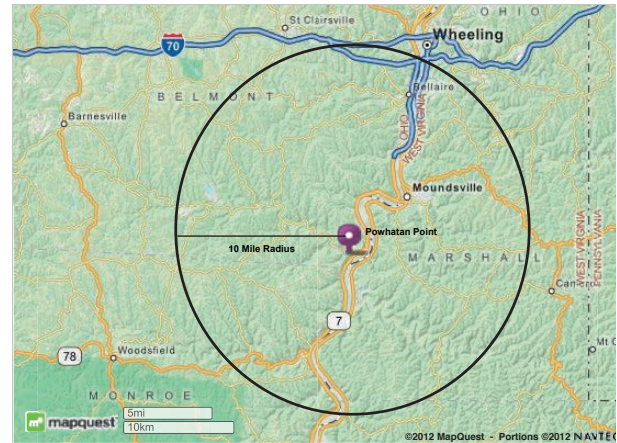 St Clairsville
OHIO
70
Wheeling
BELMONT
Bellaire
Barnesville
OHIO
WEST VIRGINIA
Moundsville
Powhatan Point
10 Mile Radius
WEST VIRGINIA
PENNSYLVANIA
MARSHALL
7
78
Woodsfield
MONROE
mapquest
5mi
10km
©2012 MapQuest - Portions ©2012 NAVTEQ